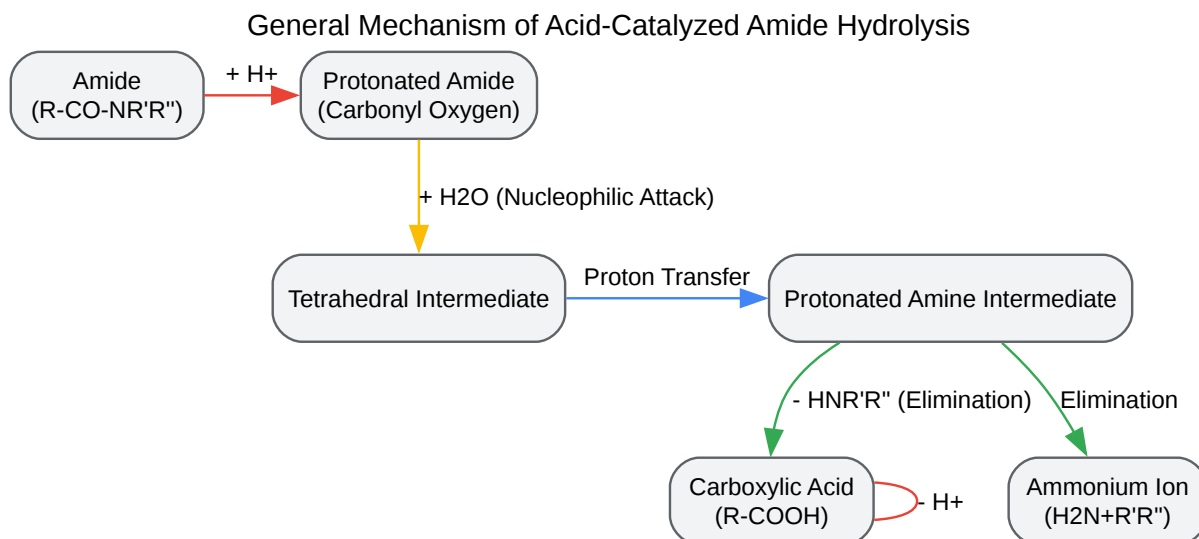 General Mechanism of Acid-Catalyzed Amide Hydrolysis
Amide
(R-CO-NR'R")
+ H+
Protonated Amide
(Carbonyl Oxygen)
+ H2O (Nucleophilic Attack)
Tetrahedral Intermediate
Proton Transfer
Protonated Amine Intermediate
- HNR'R" (Elimination)
Elimination
Carboxylic Acid
(R-COOH)
- H+
Ammonium Ion
(H2N+R'R")